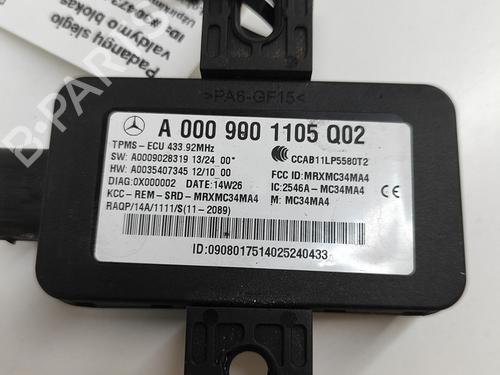 Padangų slėgio
valdymo blokas
>PA6-GF15<
A 000 900 1105 Q02
TPMS - ECU 433.92MHz
SW: A0009028319 13/24 00"
HW: A0035407345 12/10 00
DIAG:0X000002 DATE:14W26
KCC - REM - SRD - MRXMC34MA4
RAQP/14A/1111/S(11-2089)
CCAB11LP5580T2
FCC ID:MRXMC34MA4
IC:2546A-MC34MA4
M: MC34MA4
ID:0908017514025240433